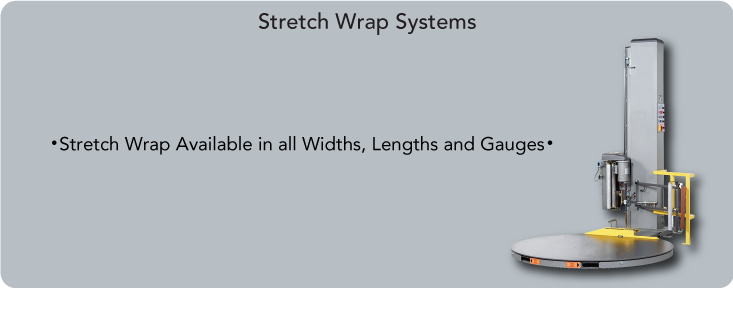 Stretch Wrap Systems
•Stretch Wrap Available in all Widths, Lengths and Gauges•